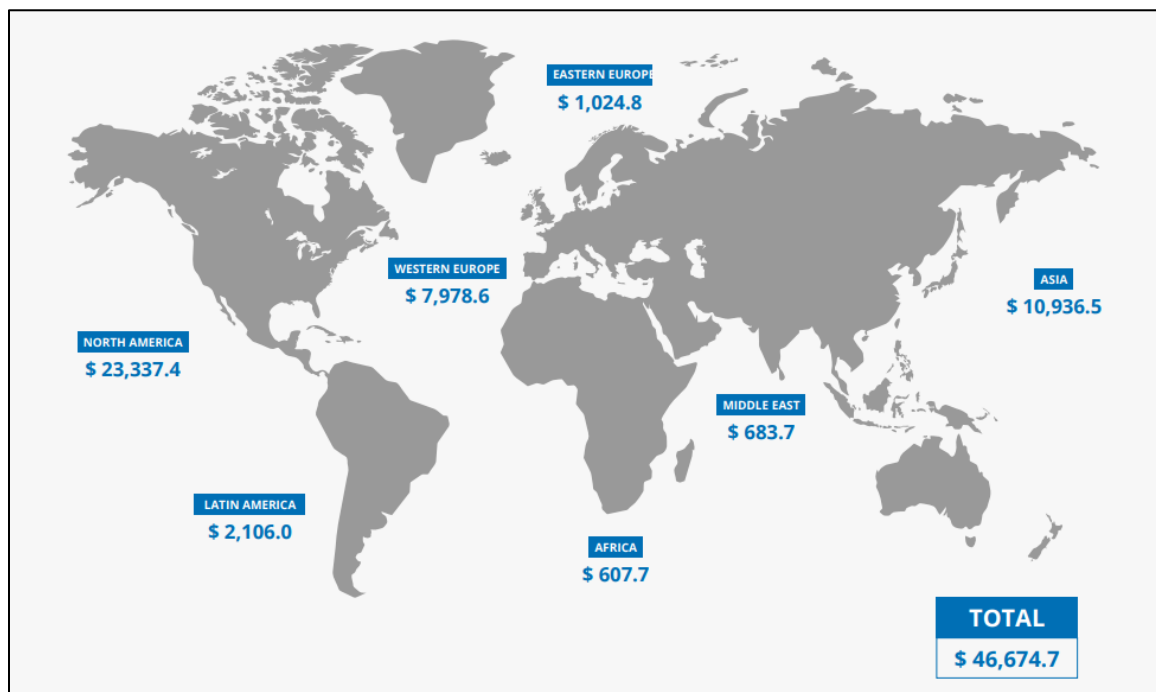 EASTERN EUROPE
$ 1,024.8
WESTERN EUROPE
$ 7,978.6
ASIA
$ 10,936.5
NORTH AMERICA
$ 23,337.4
MIDDLE EAST
$ 683.7
LATIN AMERICA
$ 2,106.0
AFRICA
$ 607.7
TOTAL
$ 46,674.7